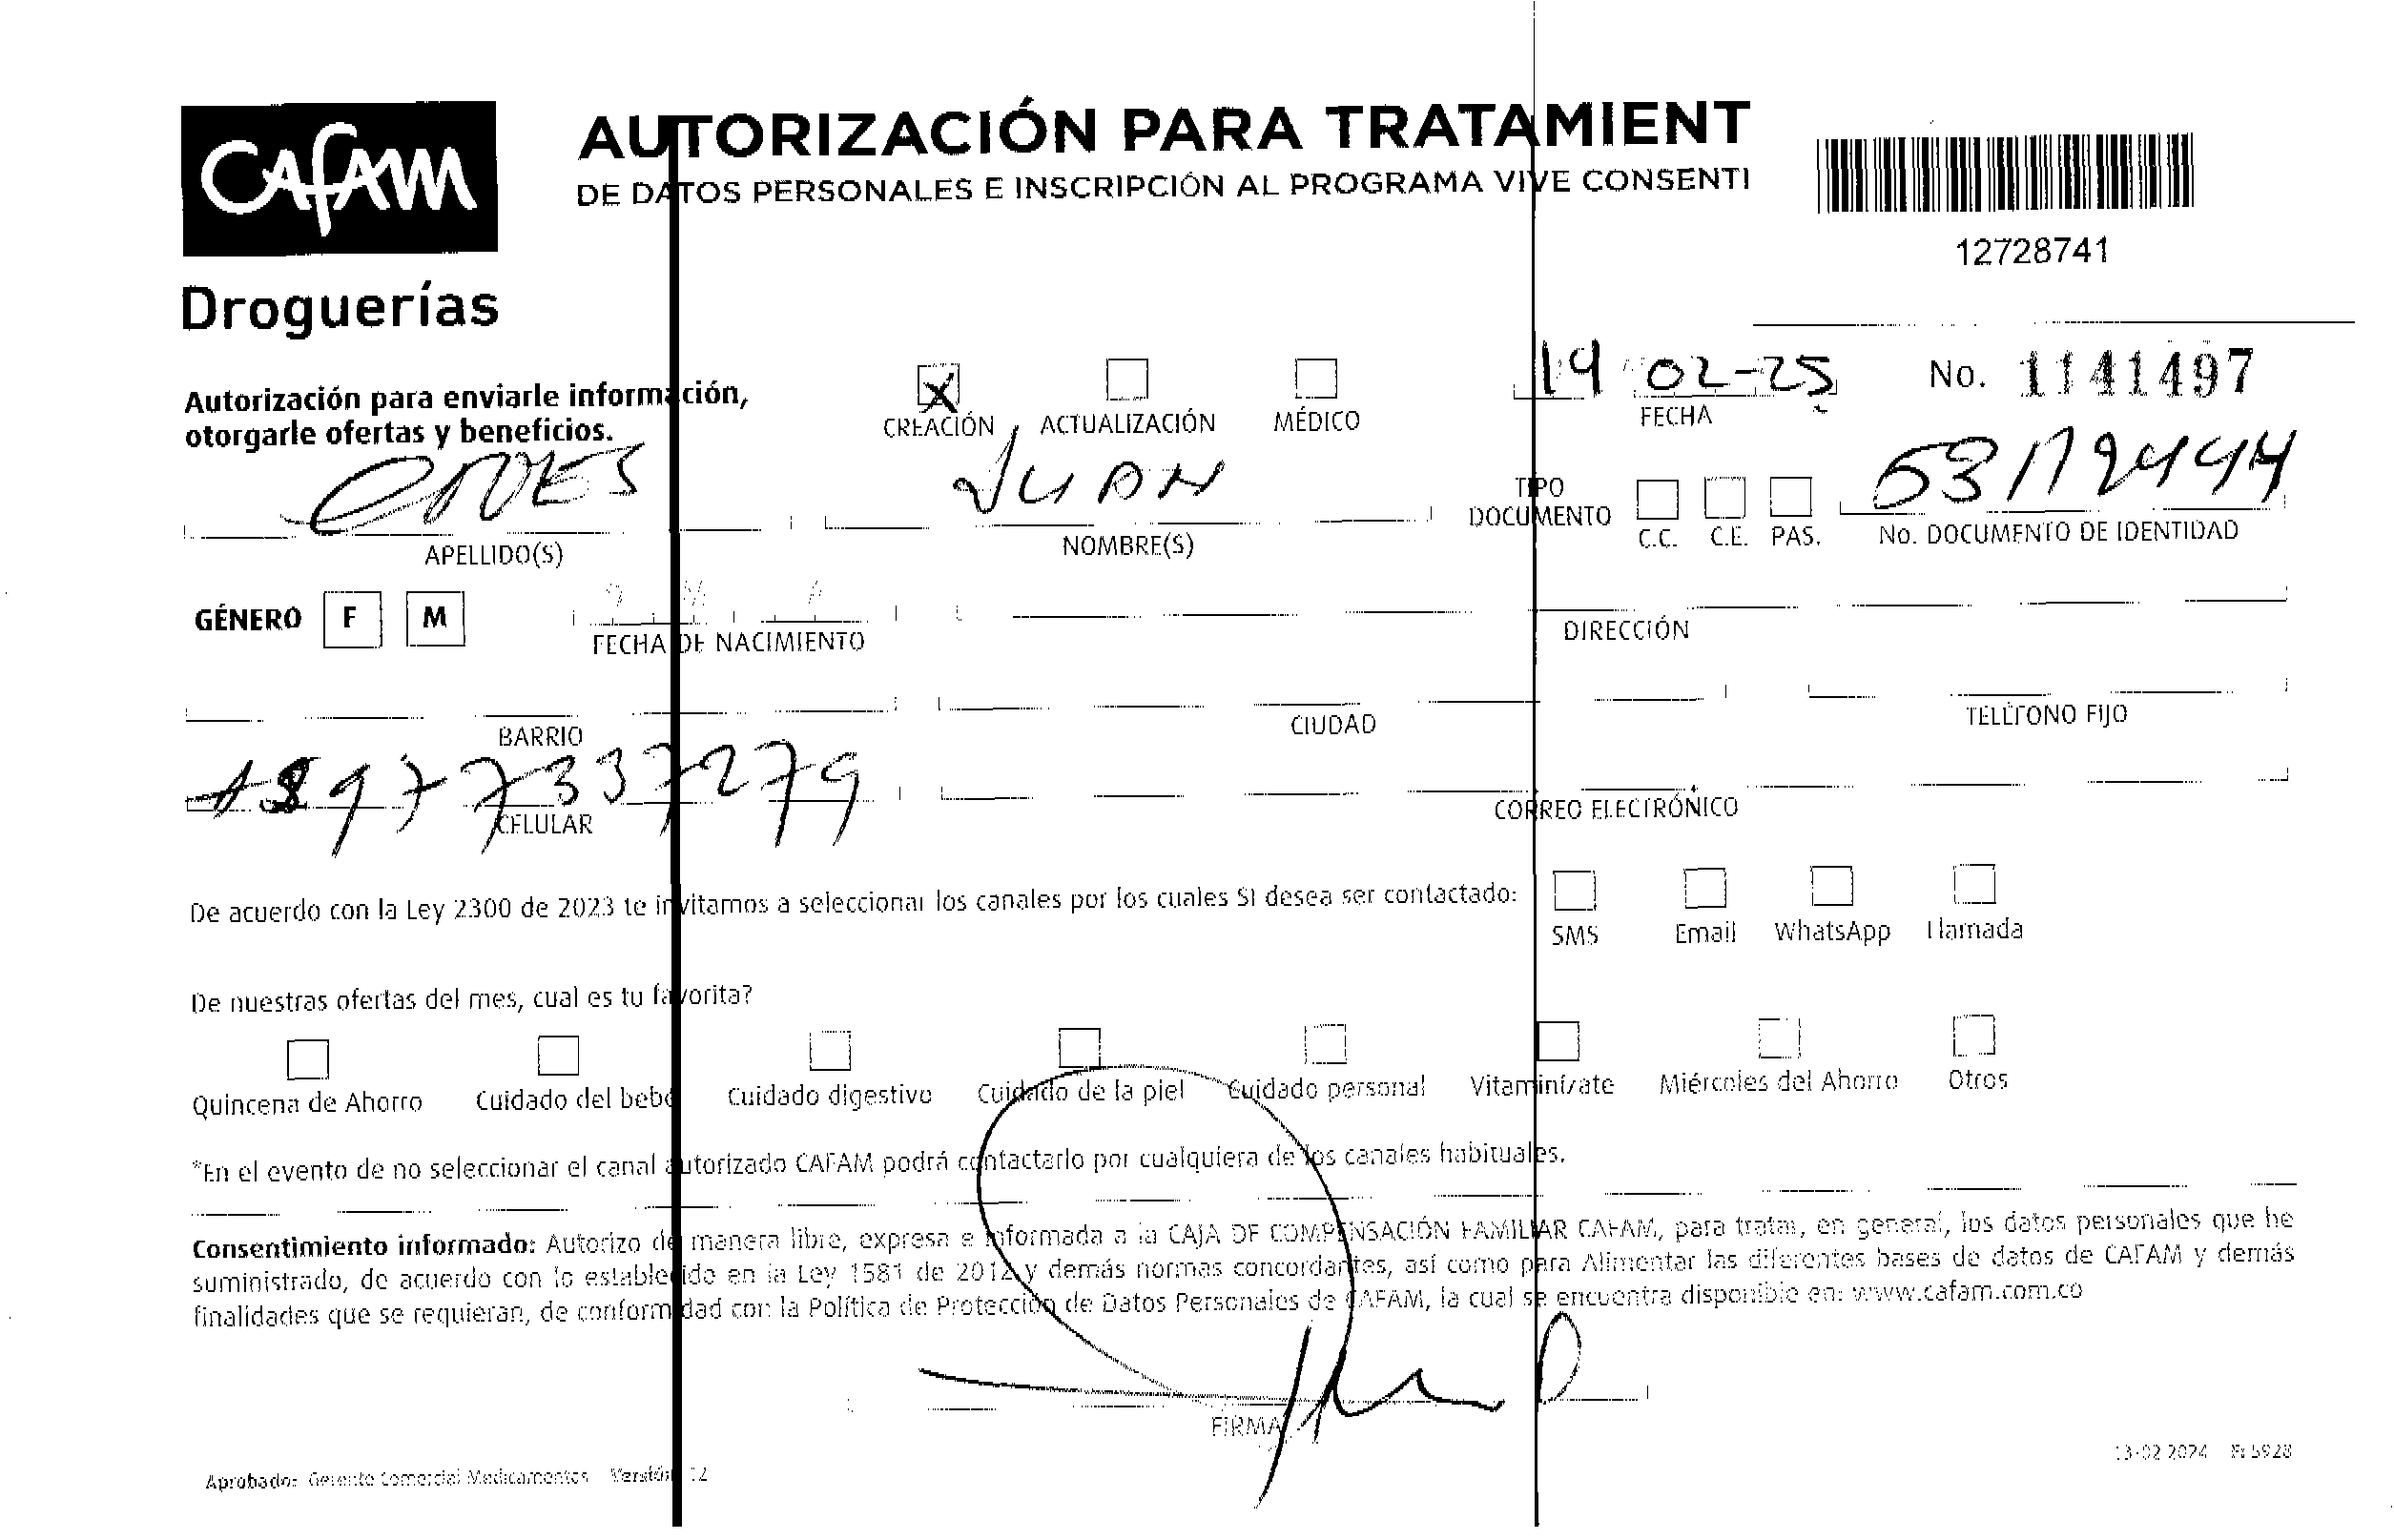 CAFAM
Droguerías
AUTORIZACIÓN PARA TRATAMIENT
DE DATOS PERSONALES E INSCRIPCIÓN AL PROGRAMA VIVE CONSENTI
12728741
Autorización para enviarle información,
otorgarle ofertas y beneficios.
X
CREACIÓN ACTUALIZACIÓN MÉDICO
19 02-25
FECHA
No. 1141497
JUAN
APELLIDO(S)
NOMBRE(S)
TIPO
DOCUMENTO
C.C. C.E. PAS.
No. DOCUMENTO DE IDENTIDAD
GÉNERO F M
FECHA DE NACIMIENTO
DIRECCIÓN
BARRIO
CIUDAD
TELÉFONO FIJO
CELULAR
CORREO ELECTRÓNICO
De acuerdo con la Ley 2300 de 2023 te invitamos a seleccionar los canales por los cuales SI desea ser contactado:
SMS Email WhatsApp Llamada
De nuestras ofertas del mes, cual es tu favorita?
Quincena de Ahorro Cuidado del bebé Cuidado digestivo Cuidado de la piel Cuidado personal Vitaminízate Miércoles del Ahorro Otros
*En el evento de no seleccionar el canal autorizado CAFAM podrá contactarlo por cualquiera de los canales habituales.
Consentimiento informado: Autorizo de manera libre, expresa e informada a la CAJA DE COMPENSACIÓN FAMILIAR CAFAM, para tratar, en general, los datos personales que he
suministrado, de acuerdo con lo establecido en la Ley 1581 de 2012 y demás normas concordantes, así como para Alimentar las diferentes bases de datos de CAFAM y demás
finalidades que se requieran, de conformidad con la Política de Protección de Datos Personales de CAFAM, la cual se encuentra disponible en: www.cafam.com.co
FIRMA
Aprobado: Gerente Comercial Medicamentos Versión 12
13-02 2024